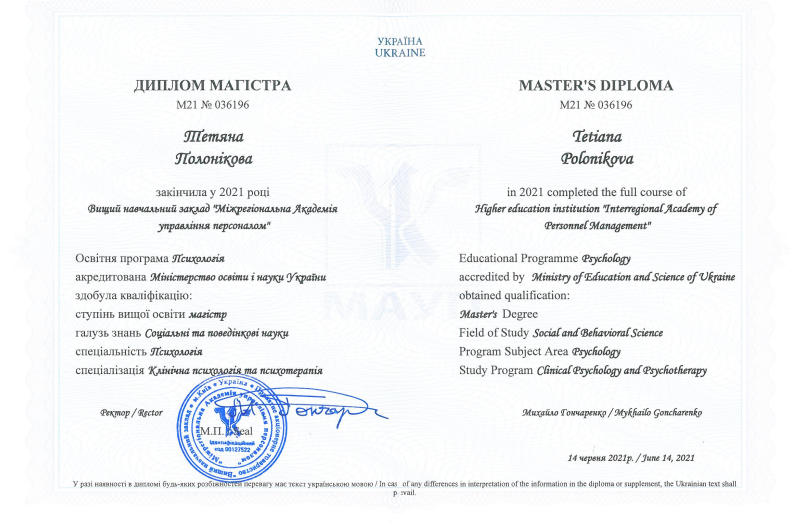 УКРАЇНА
UKRAINE
ДИПЛОМ МАГІСТРА
М21 № 036196
Тетяна
Полонікова
закінчила у 2021 році
Вищий навчальний заклад "Міжрегіональна Академія
управління персоналом"
Освітня програма Психологія
акредитована Міністерство освіти і науки України
здобула кваліфікацію:
ступінь вищої освіти магістр
галузь знань Соціальні та поведінкові науки
спеціальність Психологія
спеціалізація Клінічна психологія та психотерапія
MASTER'S DIPLOMA
М21 № 036196
Tetiana
Polonikova
in 2021 completed the full course of
Higher education institution "Interregional Academy of
Personnel Management"
Educational Programme Psychology
accredited by Ministry of Education and Science of Ukraine
obtained qualification:
Master's Degree
Field of Study Social and Behavioral Science
Program Subject Area Psychology
Study Program Clinical Psychology and Psychotherapy
МАУП
Ректор / Rector
М.П. / Seal
Україна
м.Київ
"Міжрегіональна Академія управління персоналом"
ідентифікаційний
код 00127522
Михайло Гончаренко / Mykhailo Goncharenko
14 червня 2021р. / June 14, 2021
У разі наявності в дипломі будь-яких розбіжностей перевагу має текст українською мовою / In cas of any differences in interpretation of the information in the diploma or supplement, the Ukrainian text shall